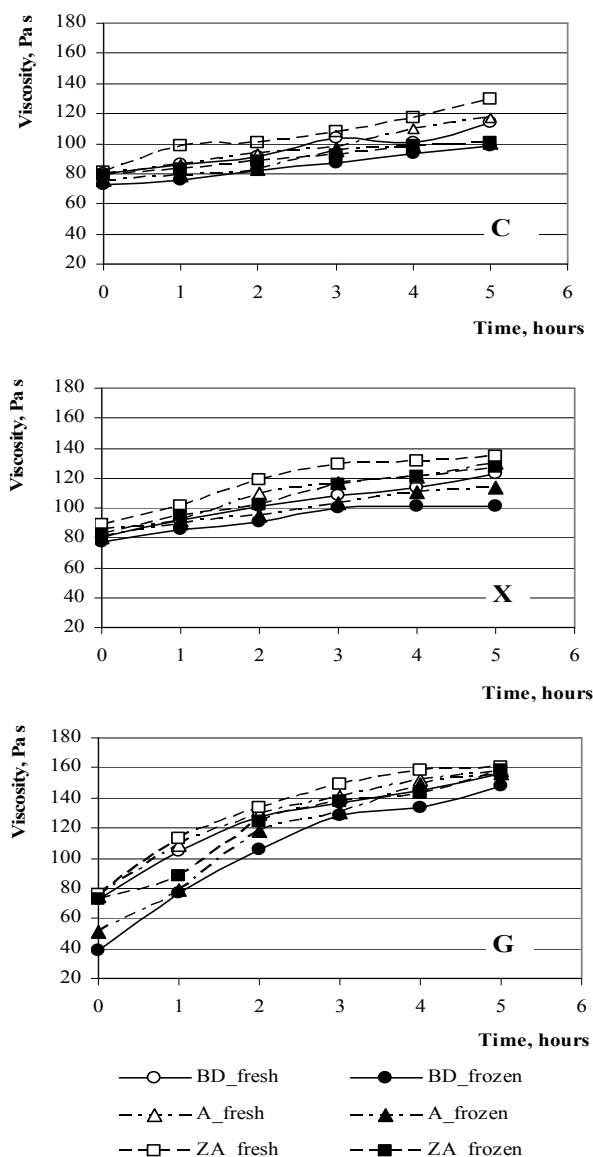 Viscosity, Pa s
180
160
140
120
100
80
60
40
20
C
0 1 2 3 4 5 6
Time, hours
Viscosity, Pa s
180
160
140
120
100
80
60
40
20
X
0 1 2 3 4 5 6
Time, hours
Viscosity, Pa s
180
160
140
120
100
80
60
40
20
G
0 1 2 3 4 5 6
Time, hours
BD_fresh BD_frozen
A_fresh A_frozen
ZA_fresh ZA_frozen